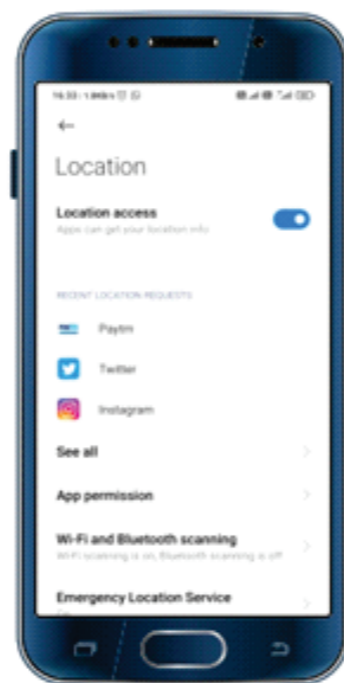 Location
Location access
Apps can get your location info
RECENT LOCATION REQUESTS
Paytm
Twitter
Instagram
See all
App permission
Wi-Fi and Bluetooth scanning
Wi-Fi scanning is on, Bluetooth scanning is off
Emergency Location Service